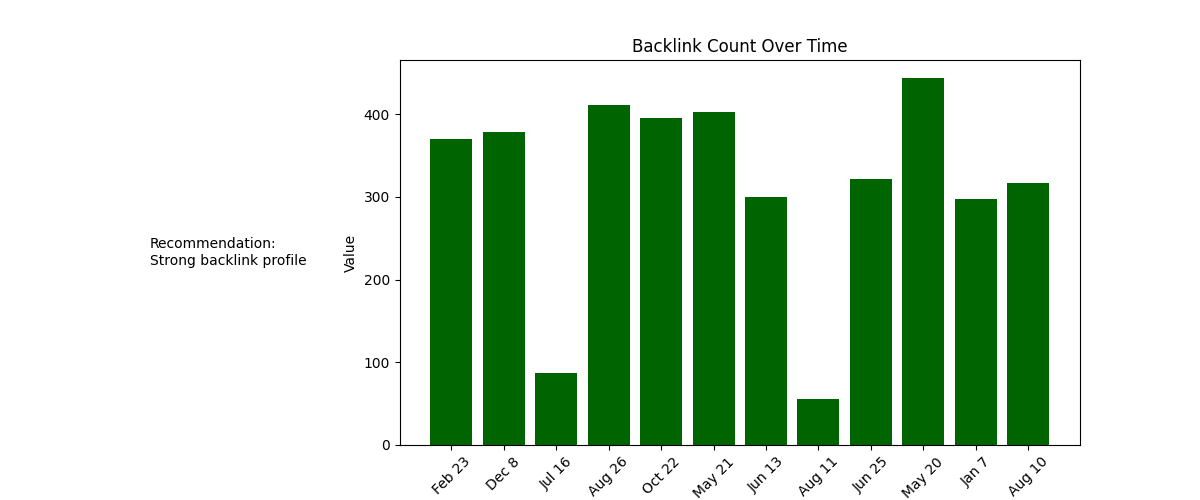 Backlink Count Over Time
Recommendation:
Strong backlink profile
Value
400
300
200
100
0
Feb 23
Dec 8
Jul 16
Aug 26
Oct 22
May 21
Jun 13
Aug 11
Jun 25
May 20
Jan 7
Aug 10